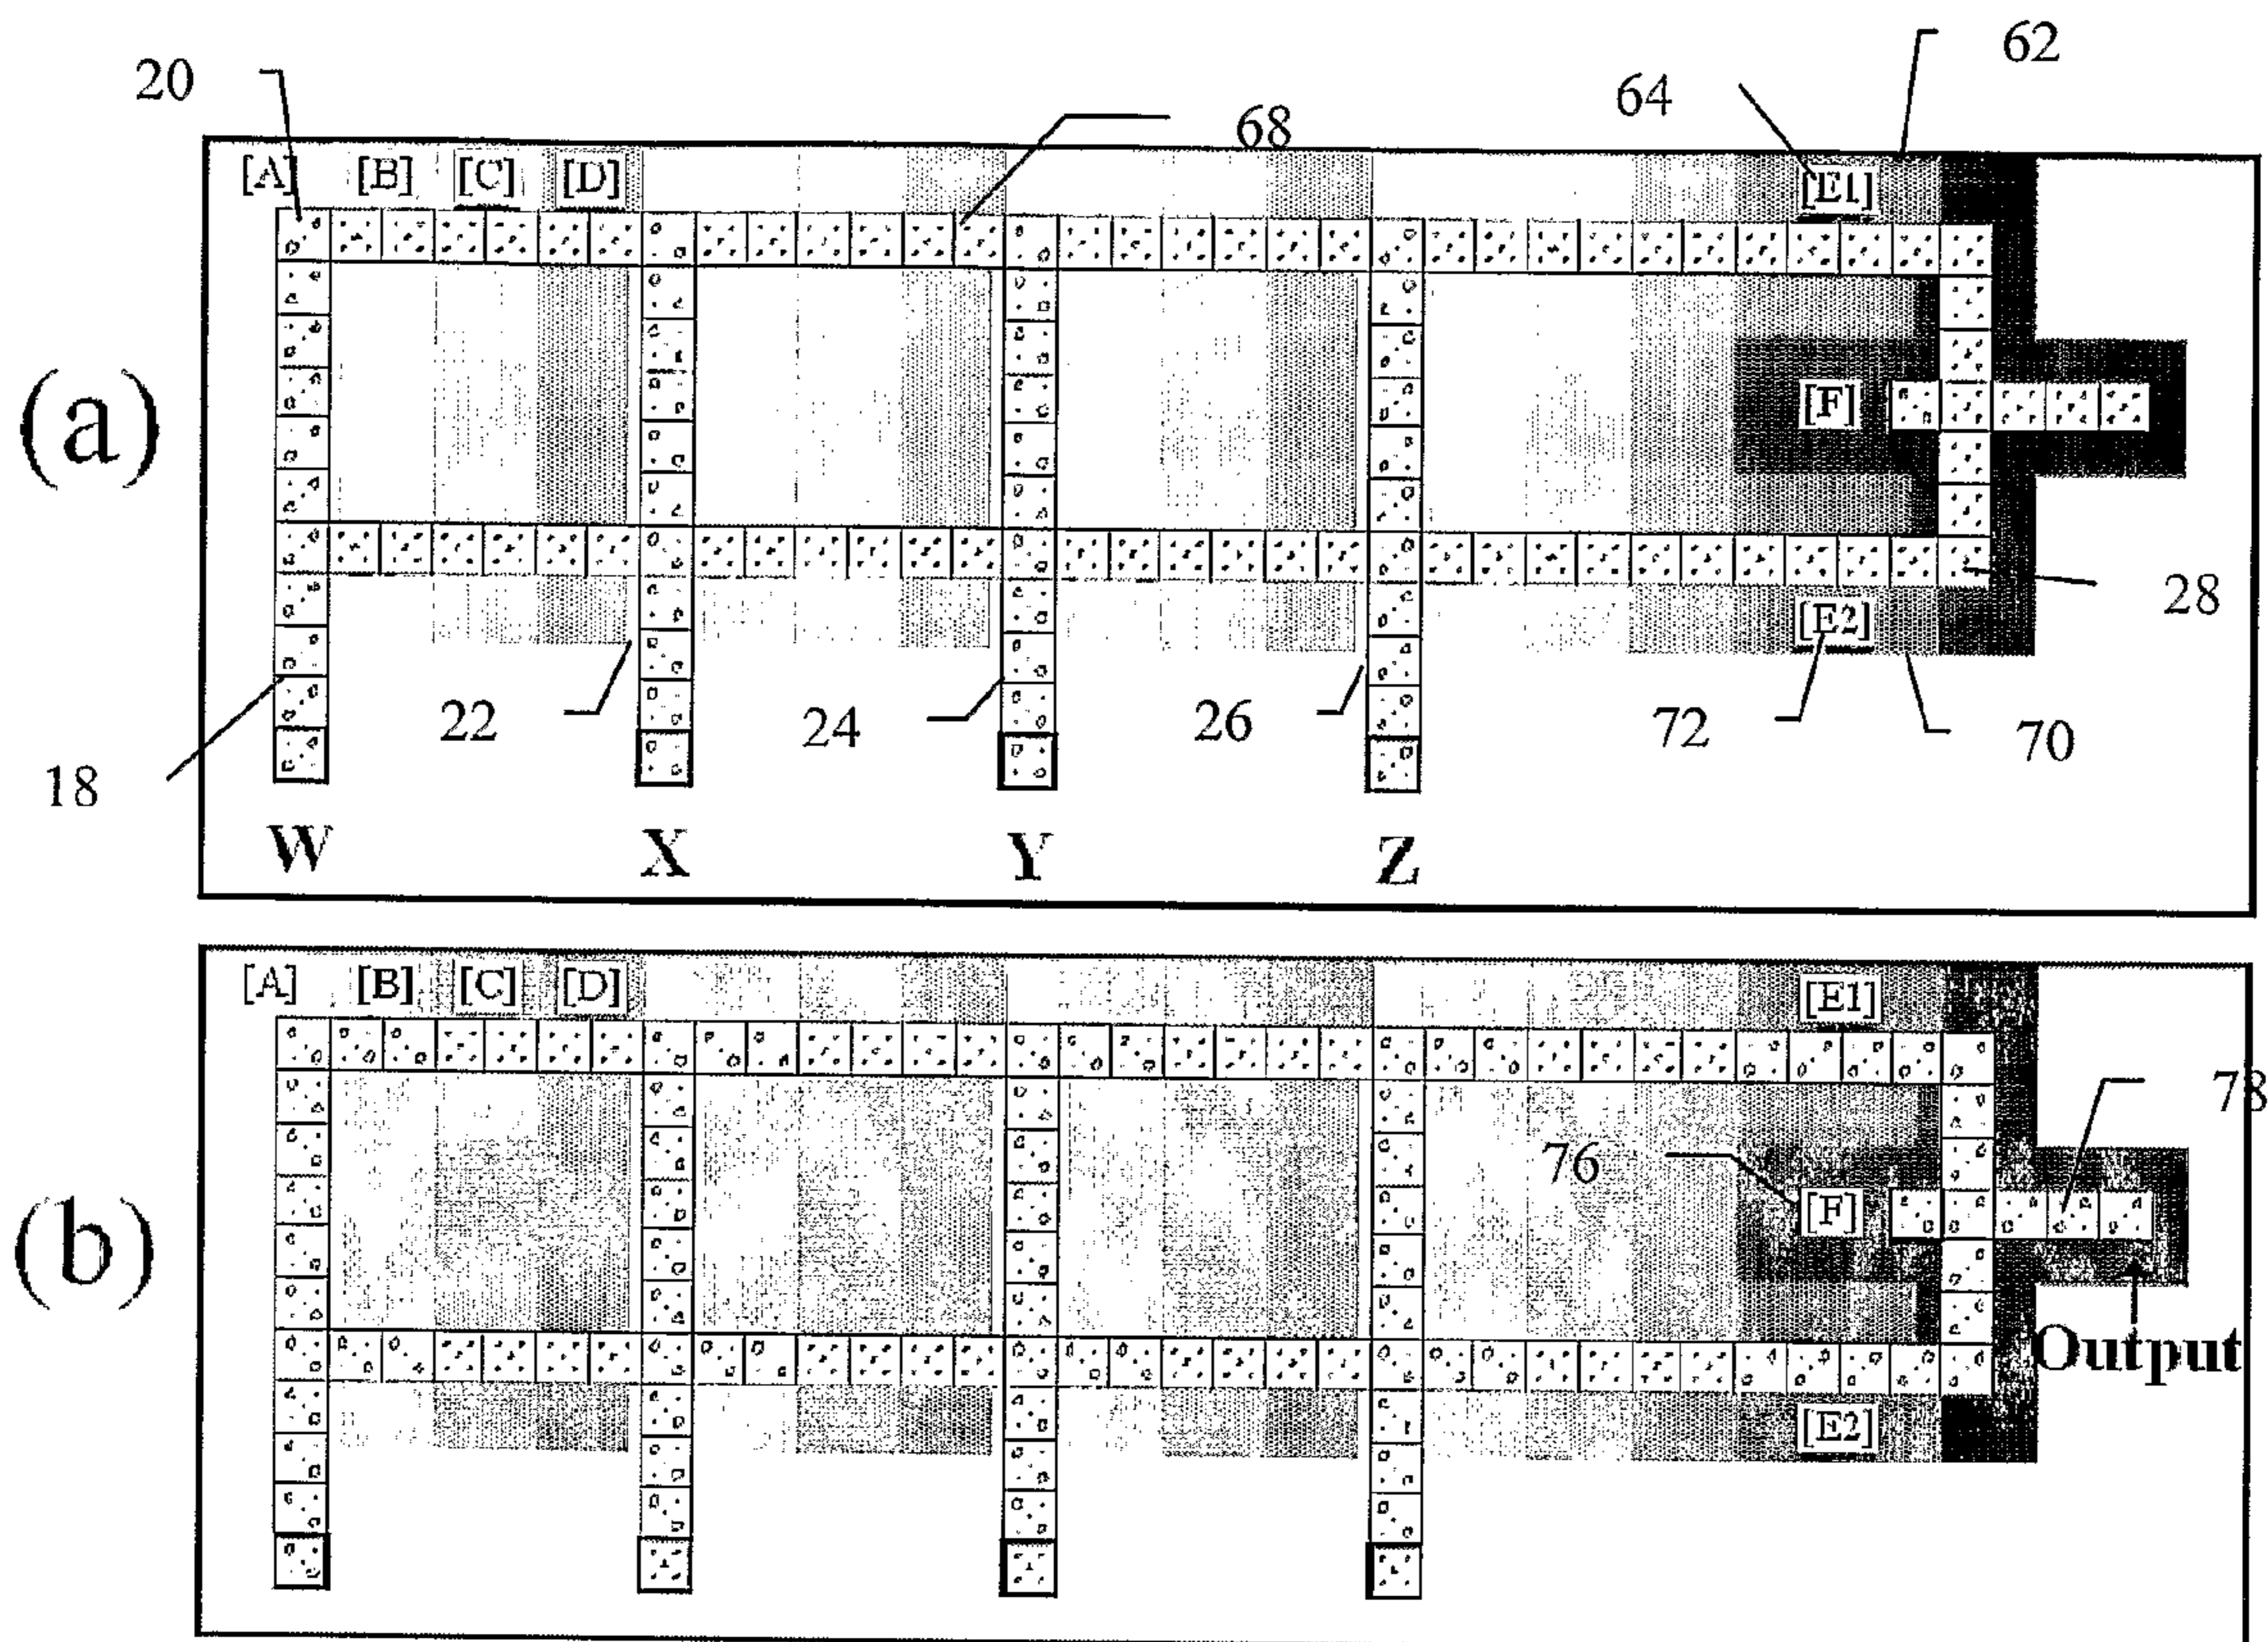 20 64 62
68
[A] [B] [C] [D] [E1]
(a) [F]
28
[E2]
22 24 26 72 70
18
W X Y Z
[A] [B] [C] [D] [E1]
78
76
(b) [F]
Output
[E2]